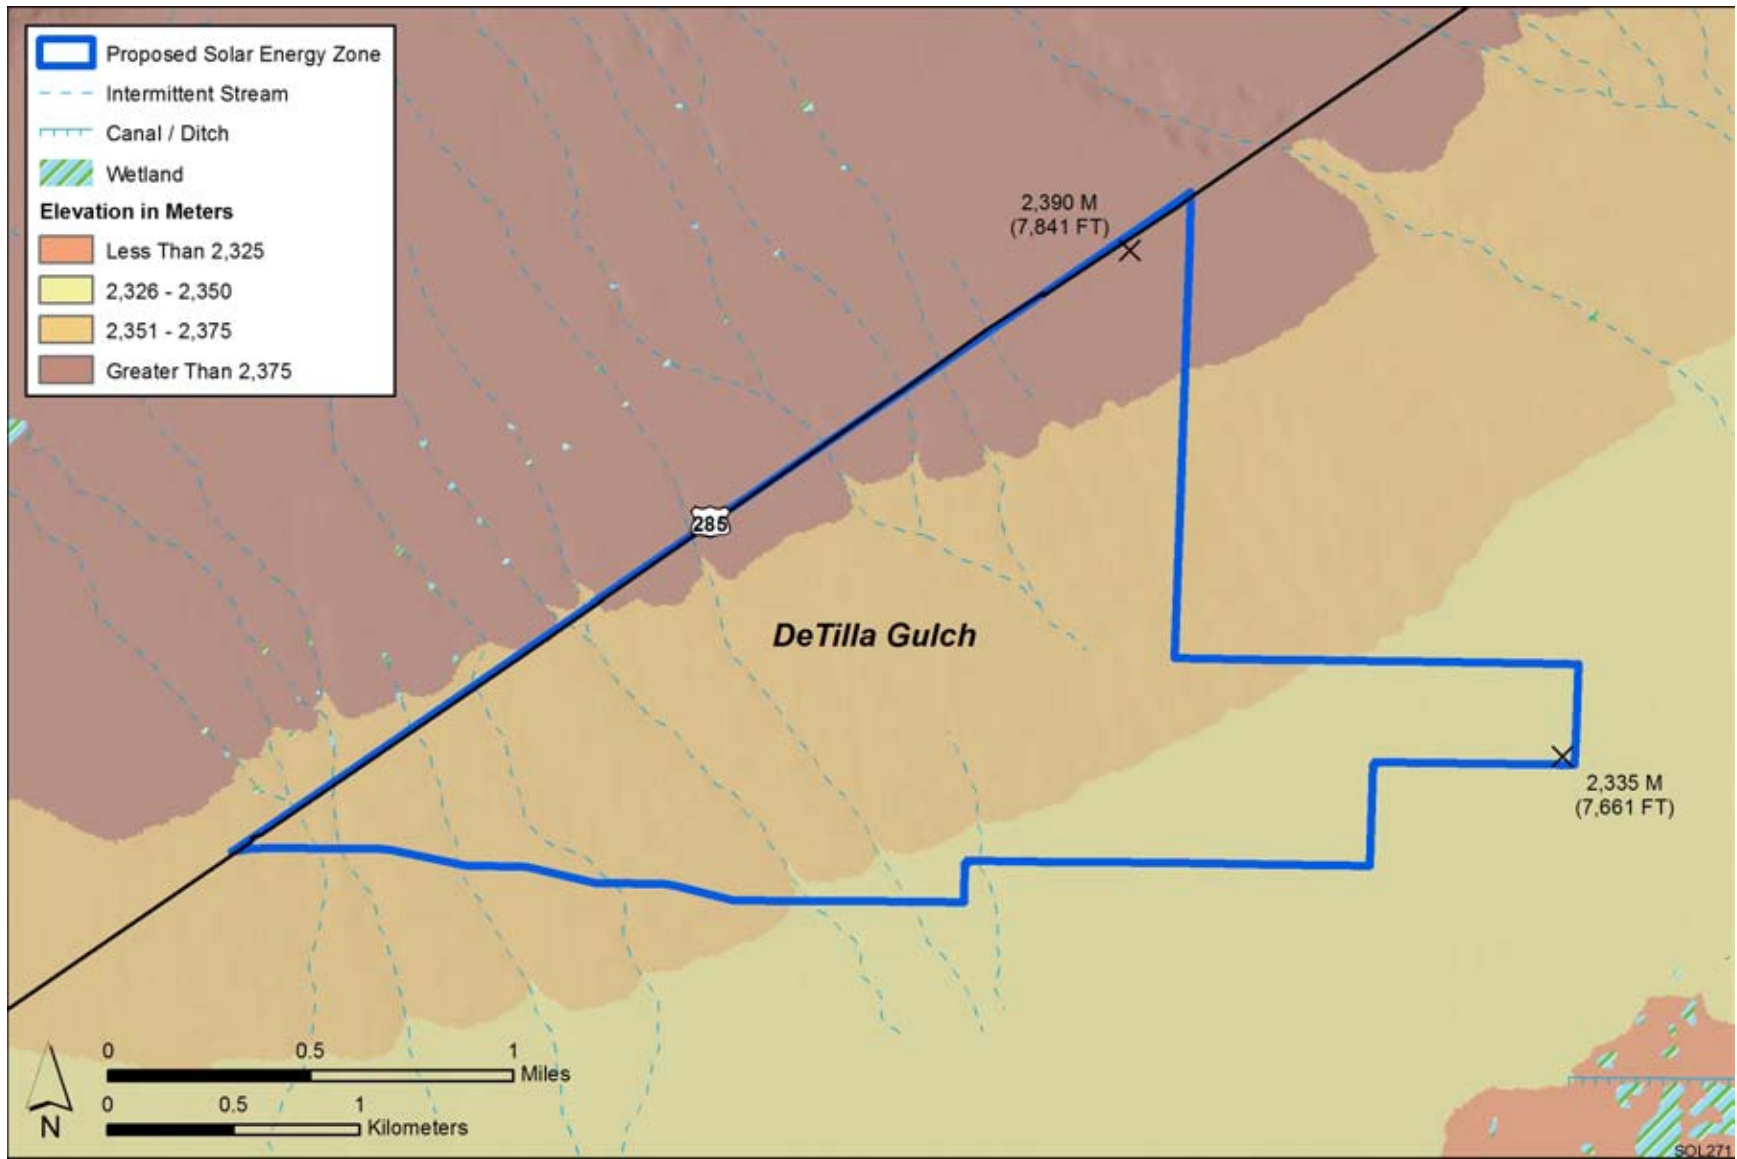 Proposed Solar Energy Zone
Intermittent Stream
Canal / Ditch
Wetland
Elevation in Meters
Less Than 2,325
2,326 - 2,350
2,351 - 2,375
Greater Than 2,375
2,390 M
(7,841 FT)
285
DeTilla Gulch
2,335 M
(7,661 FT)
0 0.5 1
Miles
0 0.5 1
Kilometers
N
SOL271